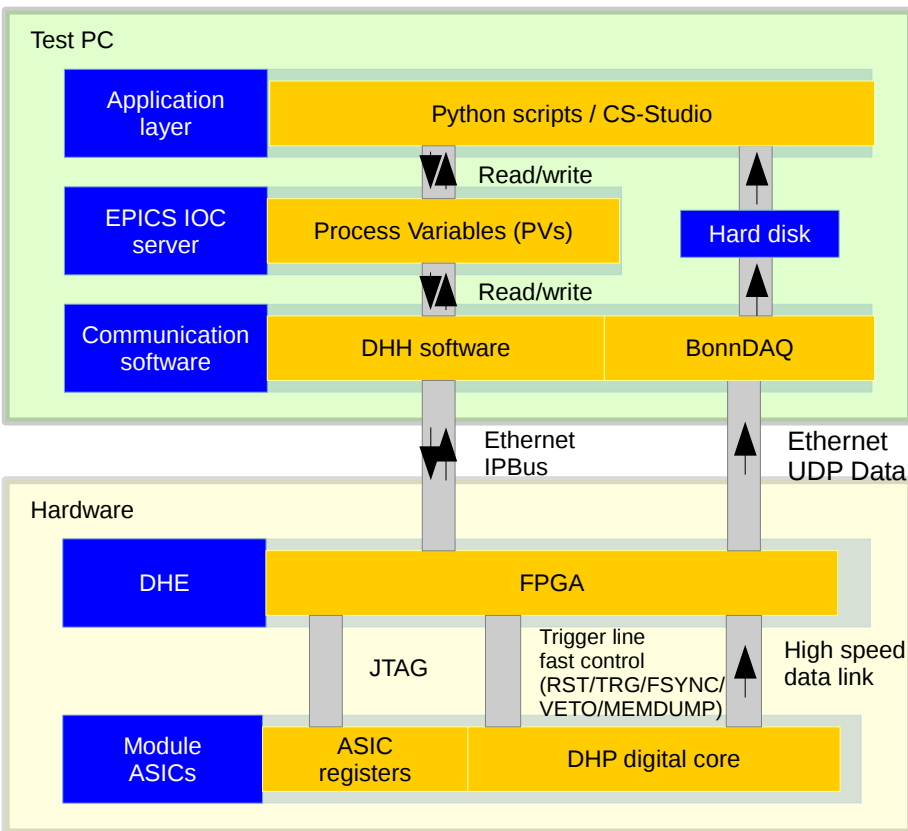 Test PC
Application
layer
Python scripts / CS-Studio
Read/write
EPICS IOC
server
Process Variables (PVs)
Hard disk
Read/write
Communication
software
DHH software
BonnDAQ
Ethernet
IPBus
Ethernet
UDP Data
Hardware
DHE
FPGA
JTAG
Trigger line
fast control
(RST/TRG/FSYNC/
VETO/MEMDUMP)
High speed
data link
Module
ASICs
ASIC
registers
DHP digital core